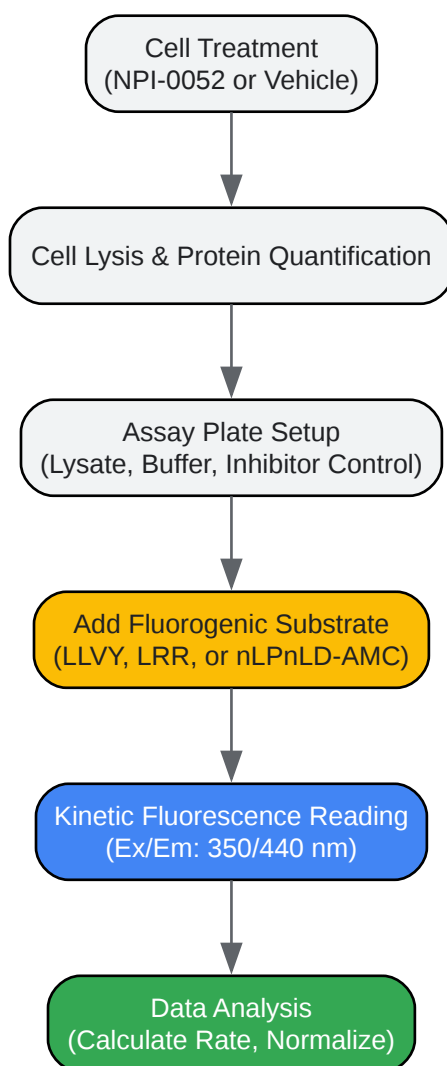 Cell Treatment
(NPI-0052 or Vehicle)
Cell Lysis & Protein Quantification
Assay Plate Setup
(Lysate, Buffer, Inhibitor Control)
Add Fluorogenic Substrate
(LLVY, LRR, or nLPnLD-AMC)
Kinetic Fluorescence Reading
(Ex/Em: 350/440 nm)
Data Analysis
(Calculate Rate, Normalize)